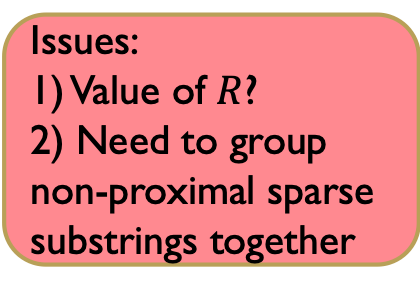 Issues:
1) Value of R?
2) Need to group
non-proximal sparse
substrings together